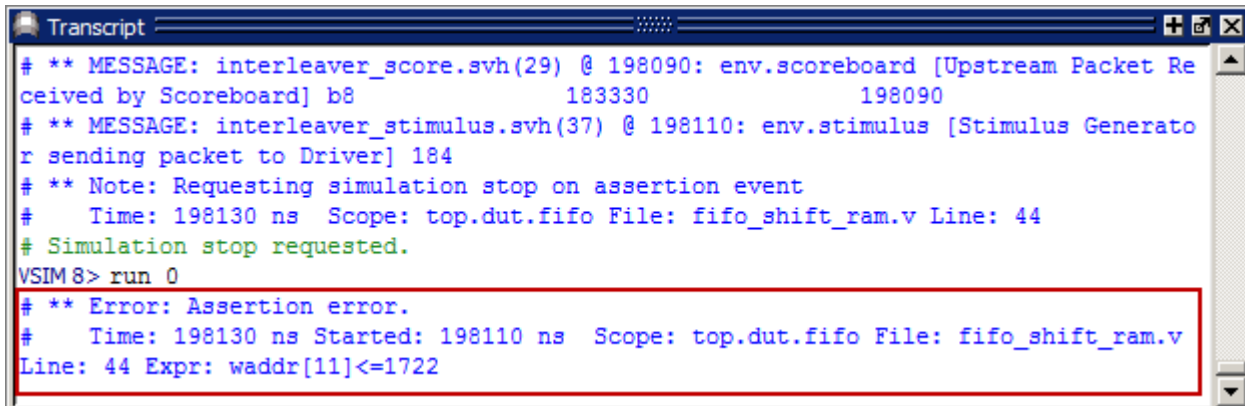 Transcript
# ** MESSAGE: interleaver_score.svh(29) @ 198090: env.scoreboard [Upstream Packet Re
ceived by Scoreboard] b8                183330                198090
# ** MESSAGE: interleaver_stimulus.svh(37) @ 198110: env.stimulus [Stimulus Generato
r sending packet to Driver] 184
# ** Note: Requesting simulation stop on assertion event
#    Time: 198130 ns  Scope: top.dut.fifo File: fifo_shift_ram.v Line: 44
# Simulation stop requested.
VSIM 8> run 0
# ** Error: Assertion error.
#    Time: 198130 ns Started: 198110 ns  Scope: top.dut.fifo File: fifo_shift_ram.v
Line: 44 Expr: waddr[11]<=1722